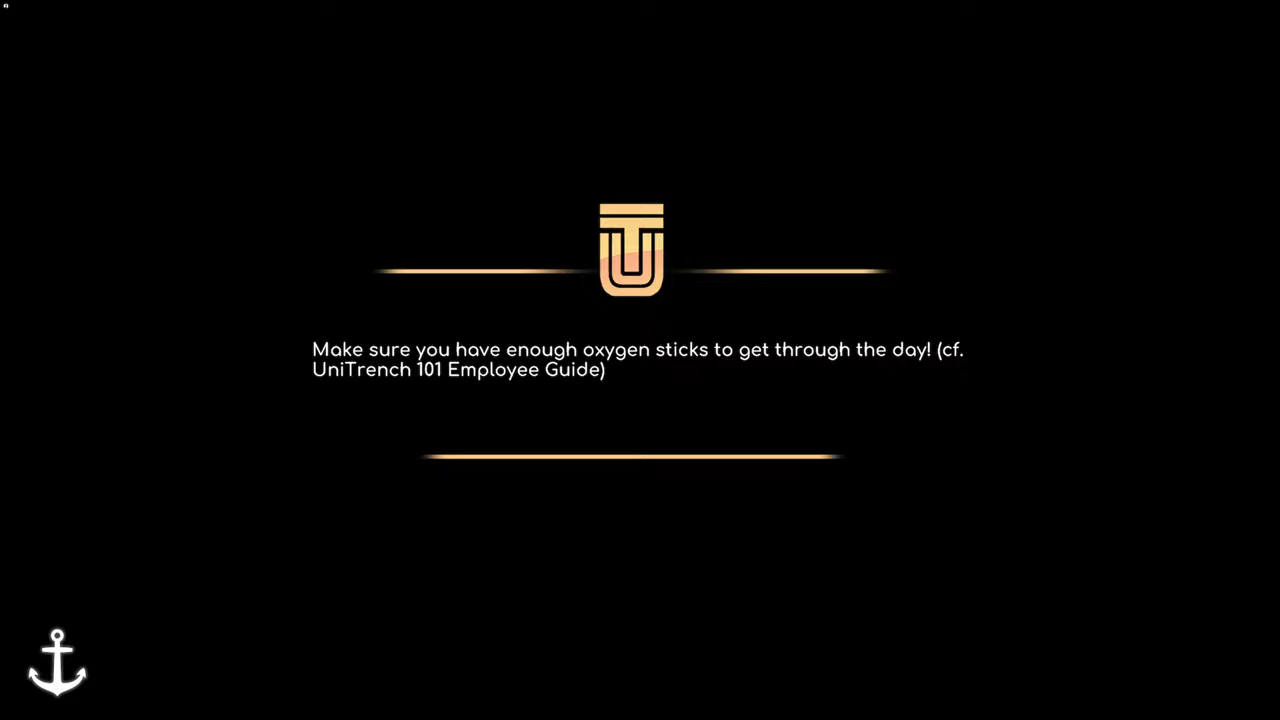 Make sure you have enough oxygen sticks to get through the day! (cf.
UniTrench 101 Employee Guide)